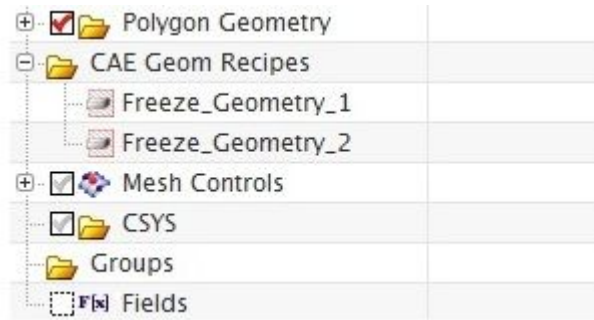 Polygon Geometry
CAE Geom Recipes
Freeze_Geometry_1
Freeze_Geometry_2
Mesh Controls
CSYS
Groups
F(x) Fields